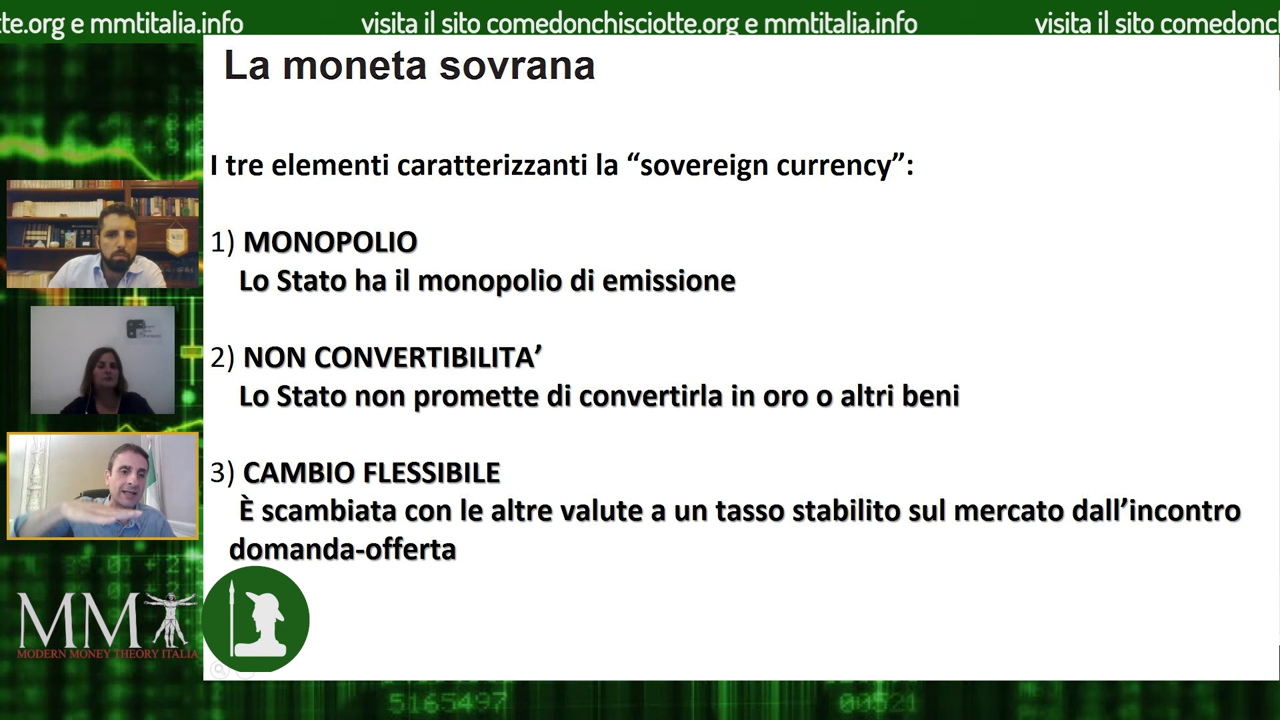 tte.org e mmtitalia.info
visita il sito comedonchisciotte.org e mmtitalia.info
visita il sito comedonch
La moneta sovrana
I tre elementi caratterizzanti la “sovereign currency”:
1) MONOPOLIO
Lo Stato ha il monopolio di emissione
2) NON CONVERTIBILITA’
Lo Stato non promette di convertirla in oro o altri beni
3) CAMBIO FLESSIBILE
È scambiata con le altre valute a un tasso stabilito sul mercato dall’incontro
domanda-offerta
MMT
MODERN MONEY THEORY ITALIA
5165497
00521